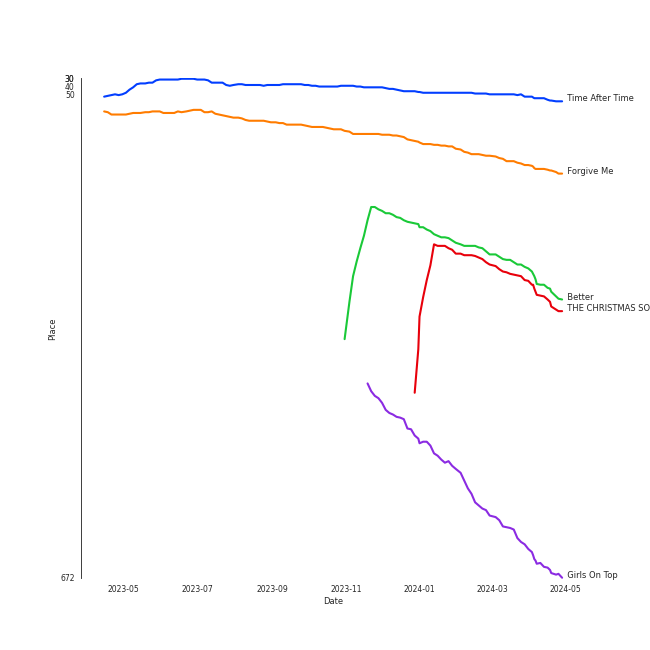 30
40
50
Time After Time
Forgive Me
Better
THE CHRISTMAS SO
Place
672
Girls On Top
2023-05 2023-07 2023-09 2023-11 2024-01 2024-03 2024-05
Date